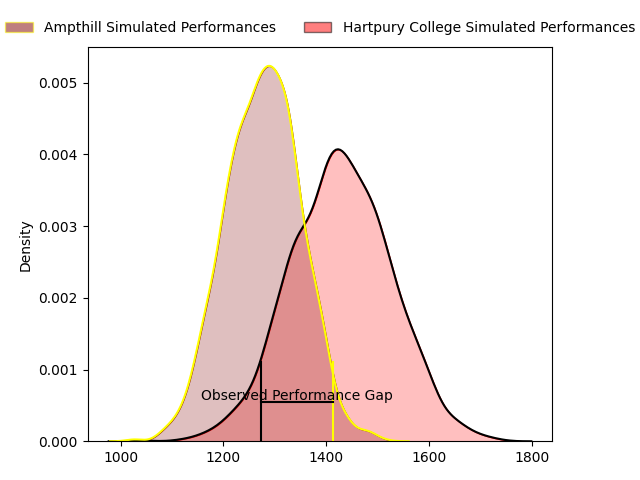 Ampthill Simulated Performances
Hartpury College Simulated Performances
Density
0.005
0.004
0.003
0.002
0.001
0.000
Observed Performance Gap
1000 1200 1400 1600 1800